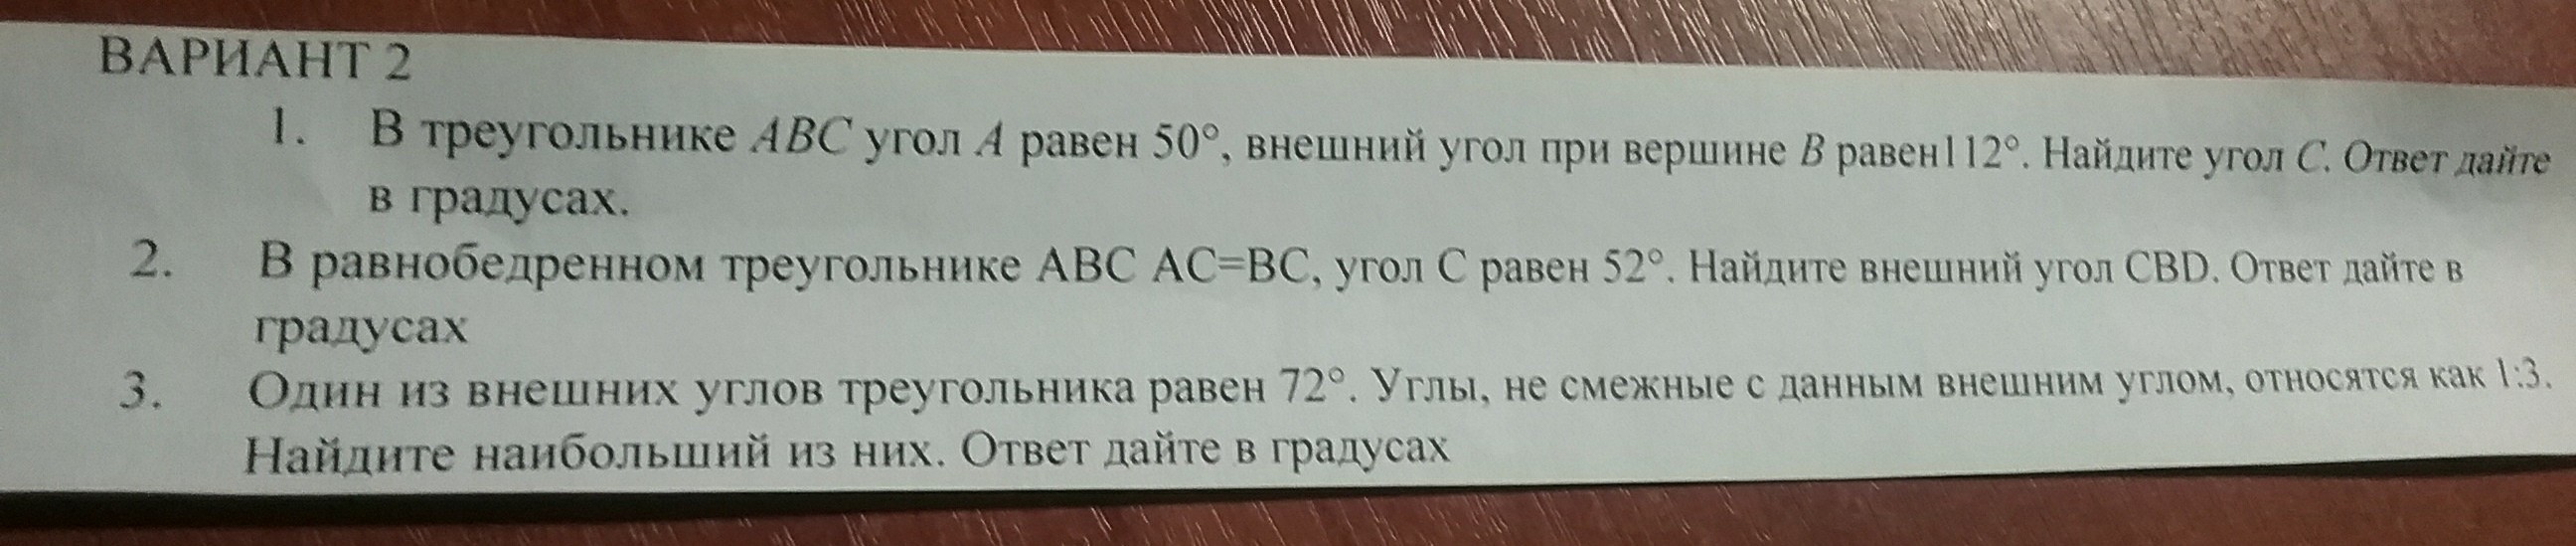 ВАРИАНТ 2
1. В треугольнике ABC угол A равен 50°, внешний угол при вершине B равен112°. Найдите угол C. Ответ дайте
в градусах.
2. В равнобедренном треугольнике ABC AC=BC, угол C равен 52°. Найдите внешний угол CBD. Ответ дайте в
градусах
3. Один из внешних углов треугольника равен 72°. Углы, не смежные с данным внешним углом, относятся как 1:3.
Найдите наибольший из них. Ответ дайте в градусах